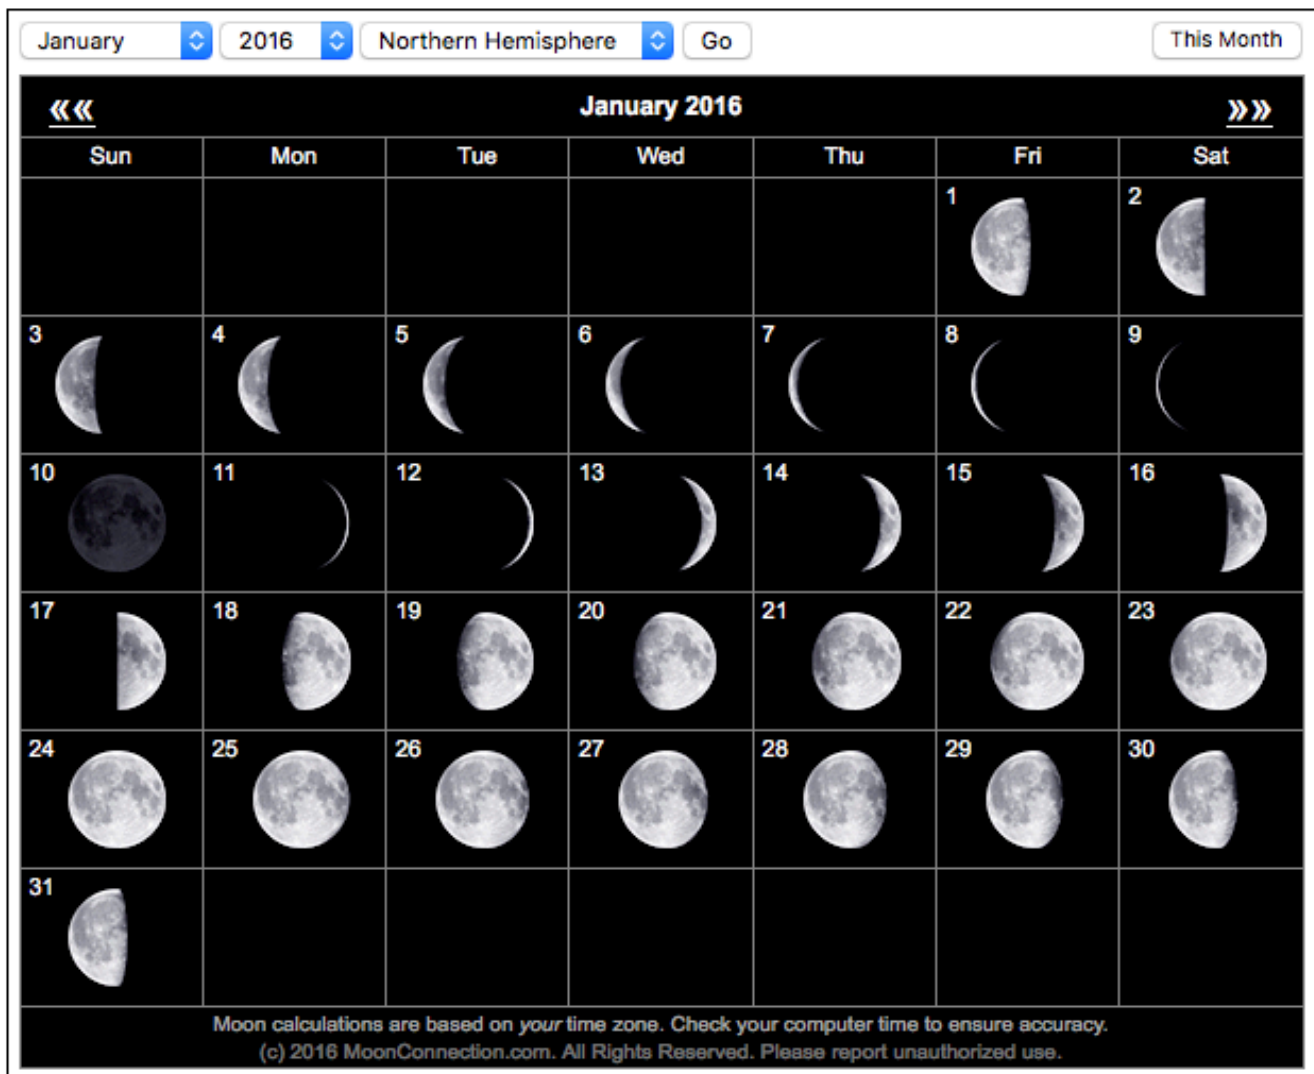 January 2016 Northern Hemisphere Go This Month
«« January 2016 »»
Sun Mon Tue Wed Thu Fri Sat
1 2
3 4 5 6 7 8 9
10 11 12 13 14 15 16
17 18 19 20 21 22 23
24 25 26 27 28 29 30
31
Moon calculations are based on your time zone. Check your computer time to ensure accuracy.
(c) 2016 MoonConnection.com. All Rights Reserved. Please report unauthorized use.